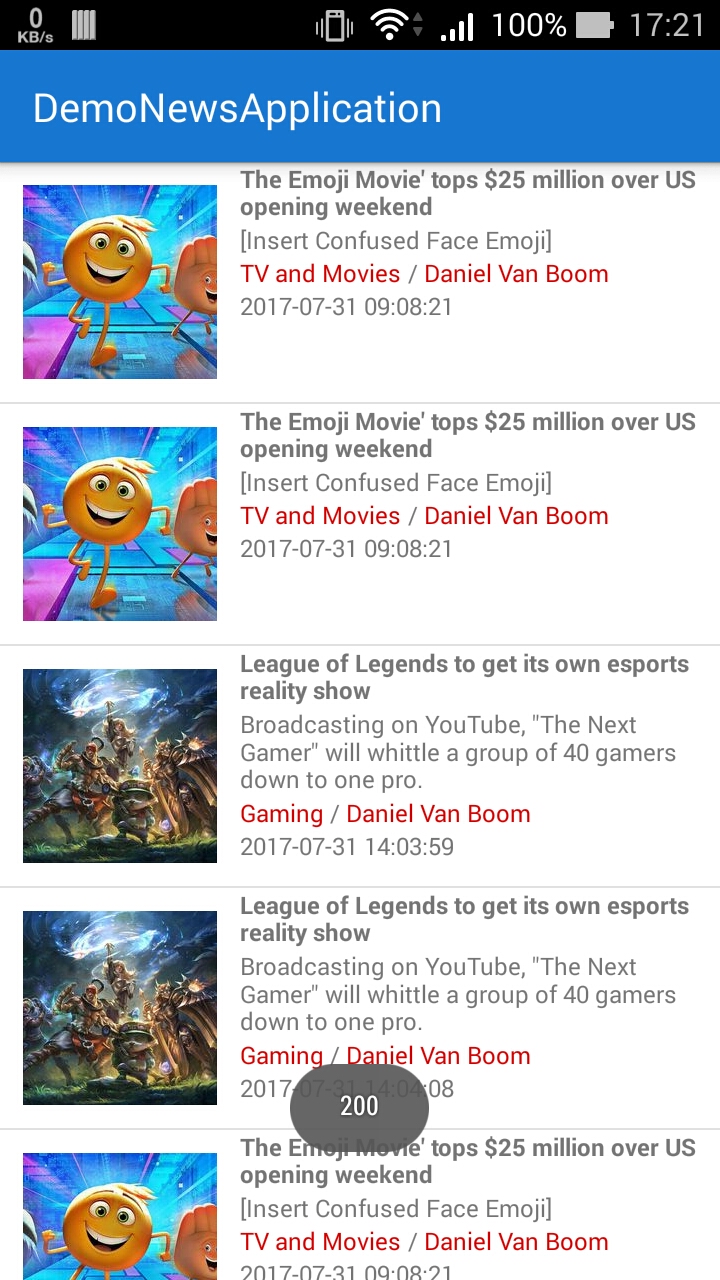 0
KB/s
100%
17:21
DemoNewsApplication
The Emoji Movie' tops $25 million over US
opening weekend
[Insert Confused Face Emoji]
TV and Movies / Daniel Van Boom
2017-07-31 09:08:21
The Emoji Movie' tops $25 million over US
opening weekend
[Insert Confused Face Emoji]
TV and Movies / Daniel Van Boom
2017-07-31 09:08:21
League of Legends to get its own esports
reality show
Broadcasting on YouTube, "The Next
Gamer" will whittle a group of 40 gamers
down to one pro.
Gaming / Daniel Van Boom
2017-07-31 14:03:59
League of Legends to get its own esports
reality show
Broadcasting on YouTube, "The Next
Gamer" will whittle a group of 40 gamers
down to one pro.
Gaming / Daniel Van Boom
2017-07-31 14:04:08
200
The Emoji Movie' tops $25 million over US
opening weekend
[Insert Confused Face Emoji]
TV and Movies / Daniel Van Boom
2017-07-31 09:08:21